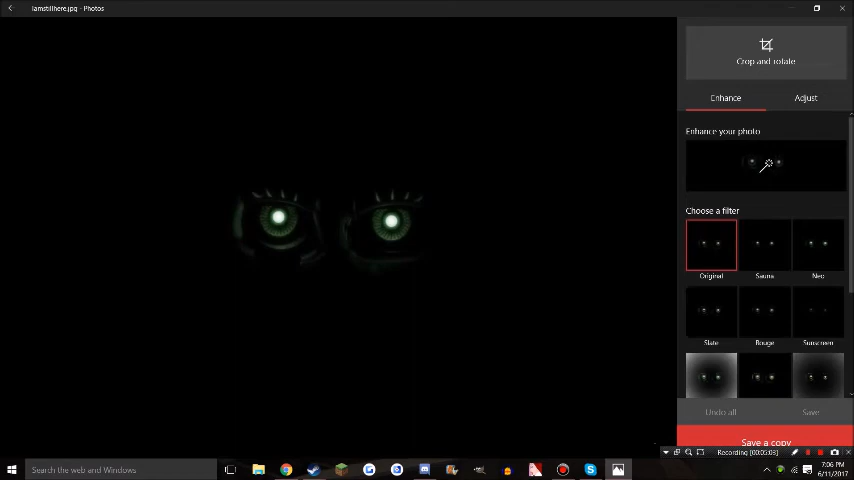 Iamstillhere.jpg - Photos
Crop and rotate
Enhance
Adjust
Enhance your photo
Choose a filter
Original
Sauna
Neo
Slate
Rouge
Sunscreen
Undo all
Save
Save a copy
Recording [00:05:03]
Search the web and Windows
7:06 PM
6/11/2017